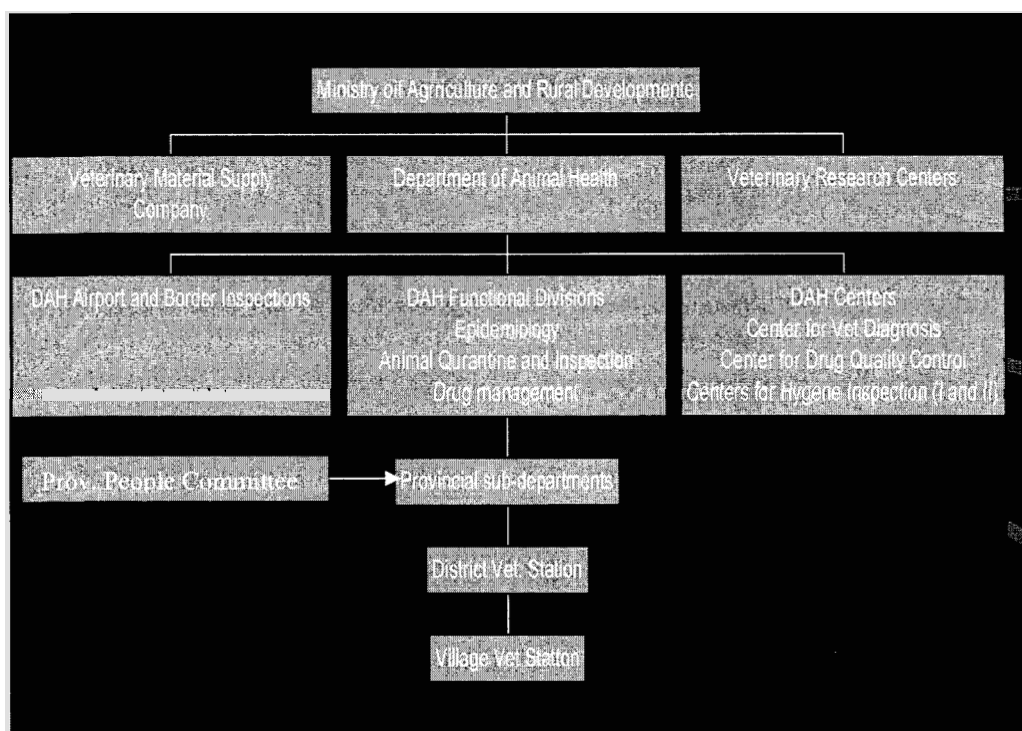 Ministry oif Agrriculture and Rural Developmente
Veterinary Material Supply
Company
Department of Animal Health
Veterinary Research Centers
DAH Airport and Border Inspections
DAH Functional Divisions
Epidemiology
Animal Qurantine and Inspection
Drug management
DAH Centers
Center for Vet Diagnosis
Center for Drug Quality Control
Centers for Hygene Inspection (I and II)
Prov. People Committee
Provincial sub-departments
District Vet. Station
Village Vet Station